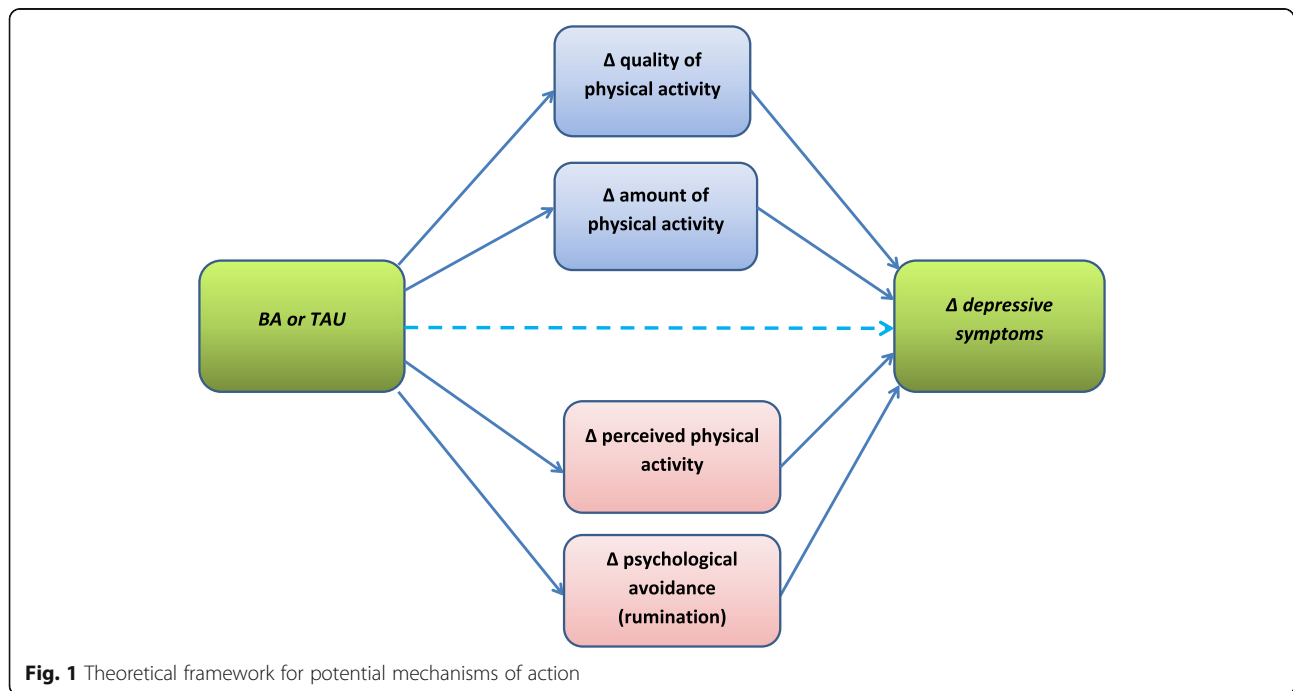 Δ quality of
physical activity
Δ amount of
physical activity
BA or TAU
Δ depressive
symptoms
Δ perceived physical
activity
Δ psychological
avoidance
(rumination)
Fig. 1 Theoretical framework for potential mechanisms of action